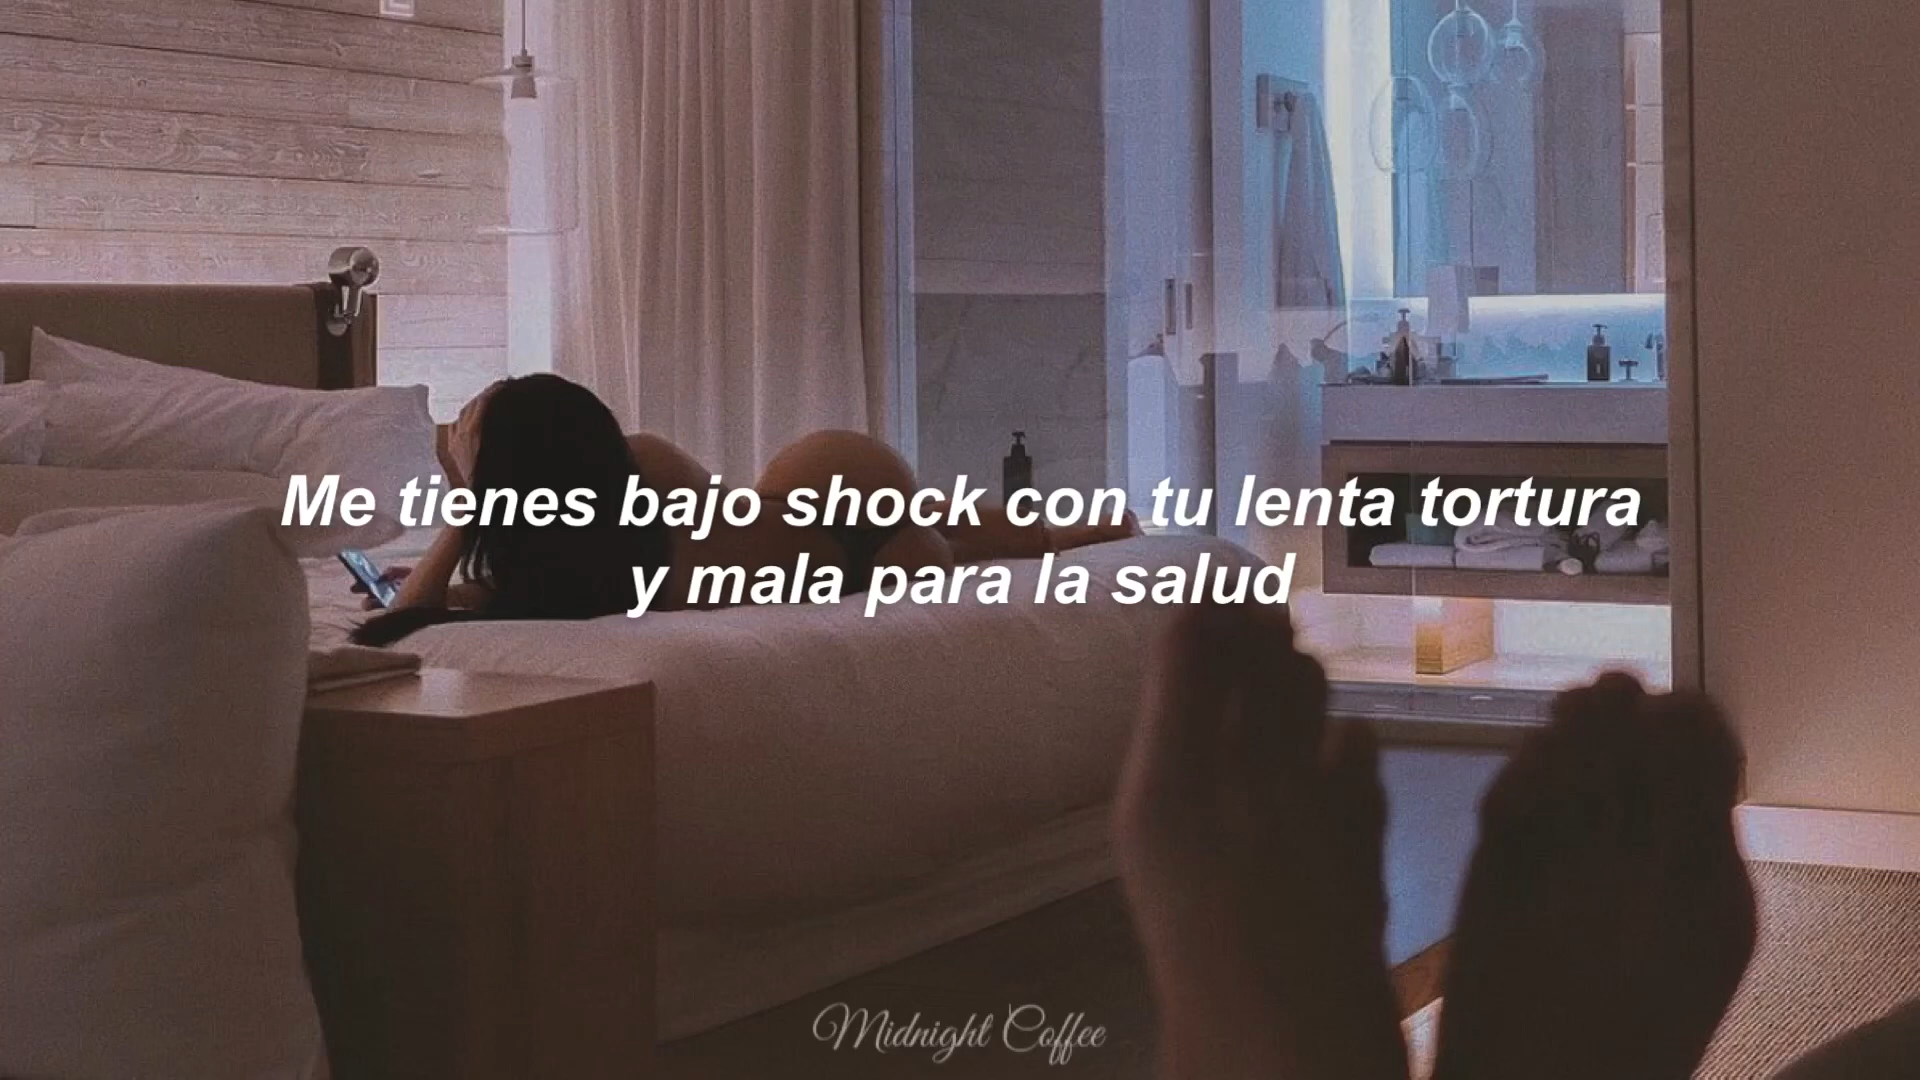 Me tienes bajo shock con tu lenta tortura
y mala para la salud
Midnight Coffee